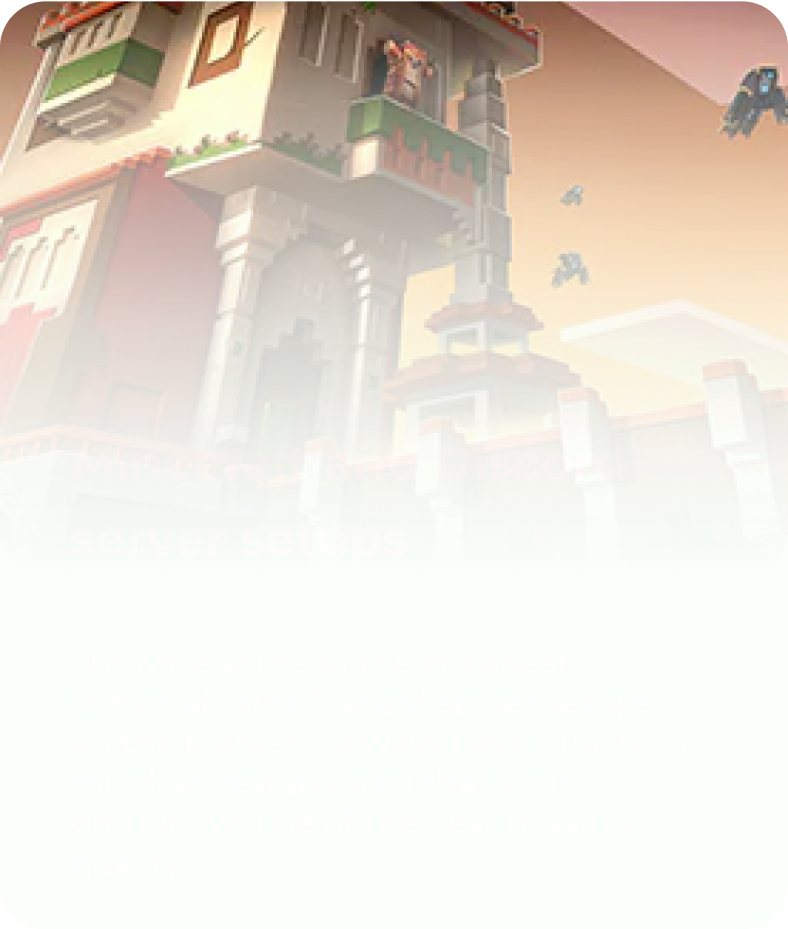 server setups
I provide some of the cheapest
Minecraft and Discord server setups
on the Market! I always have quality in
mind, so rest assured that your
product will be of the best possible
quality!